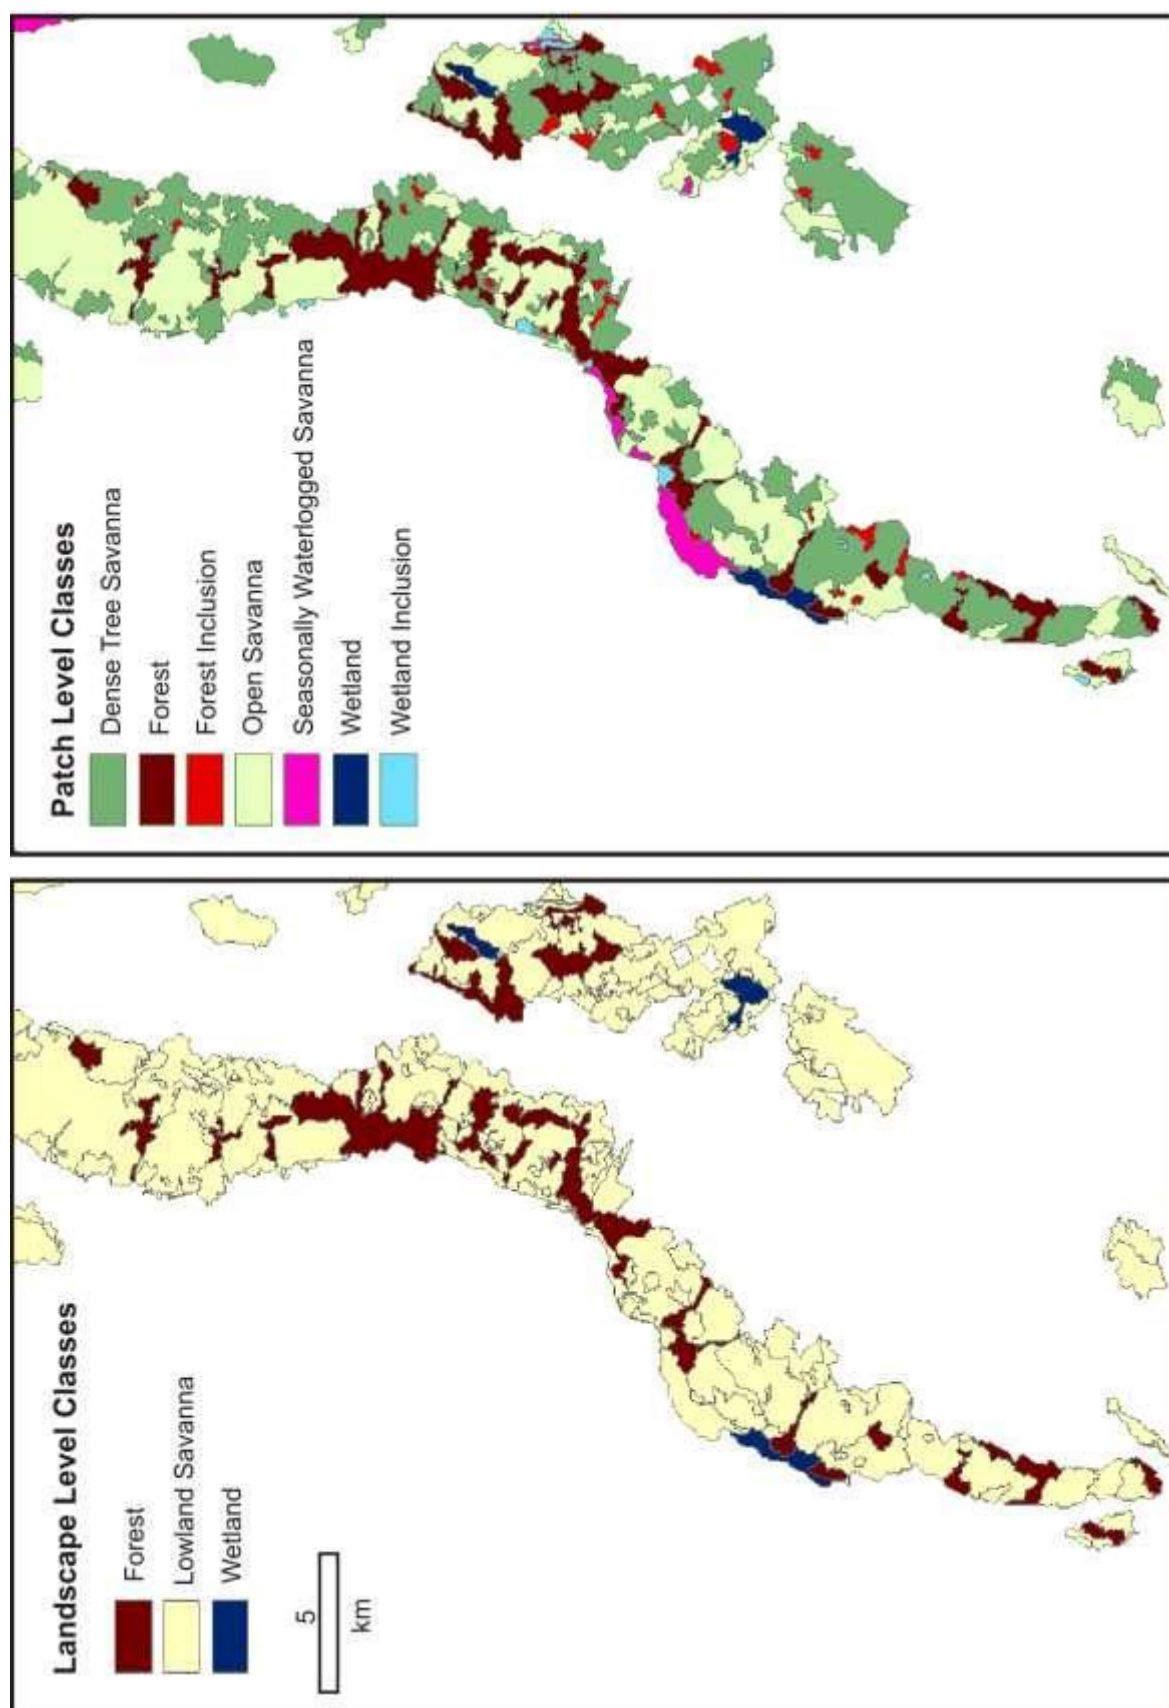 Landscape Level Classes
Forest
Lowland Savanna
Wetland
5
km
Patch Level Classes
Dense Tree Savanna
Forest
Forest Inclusion
Open Savanna
Seasonally Waterlogged Savanna
Wetland
Wetland Inclusion